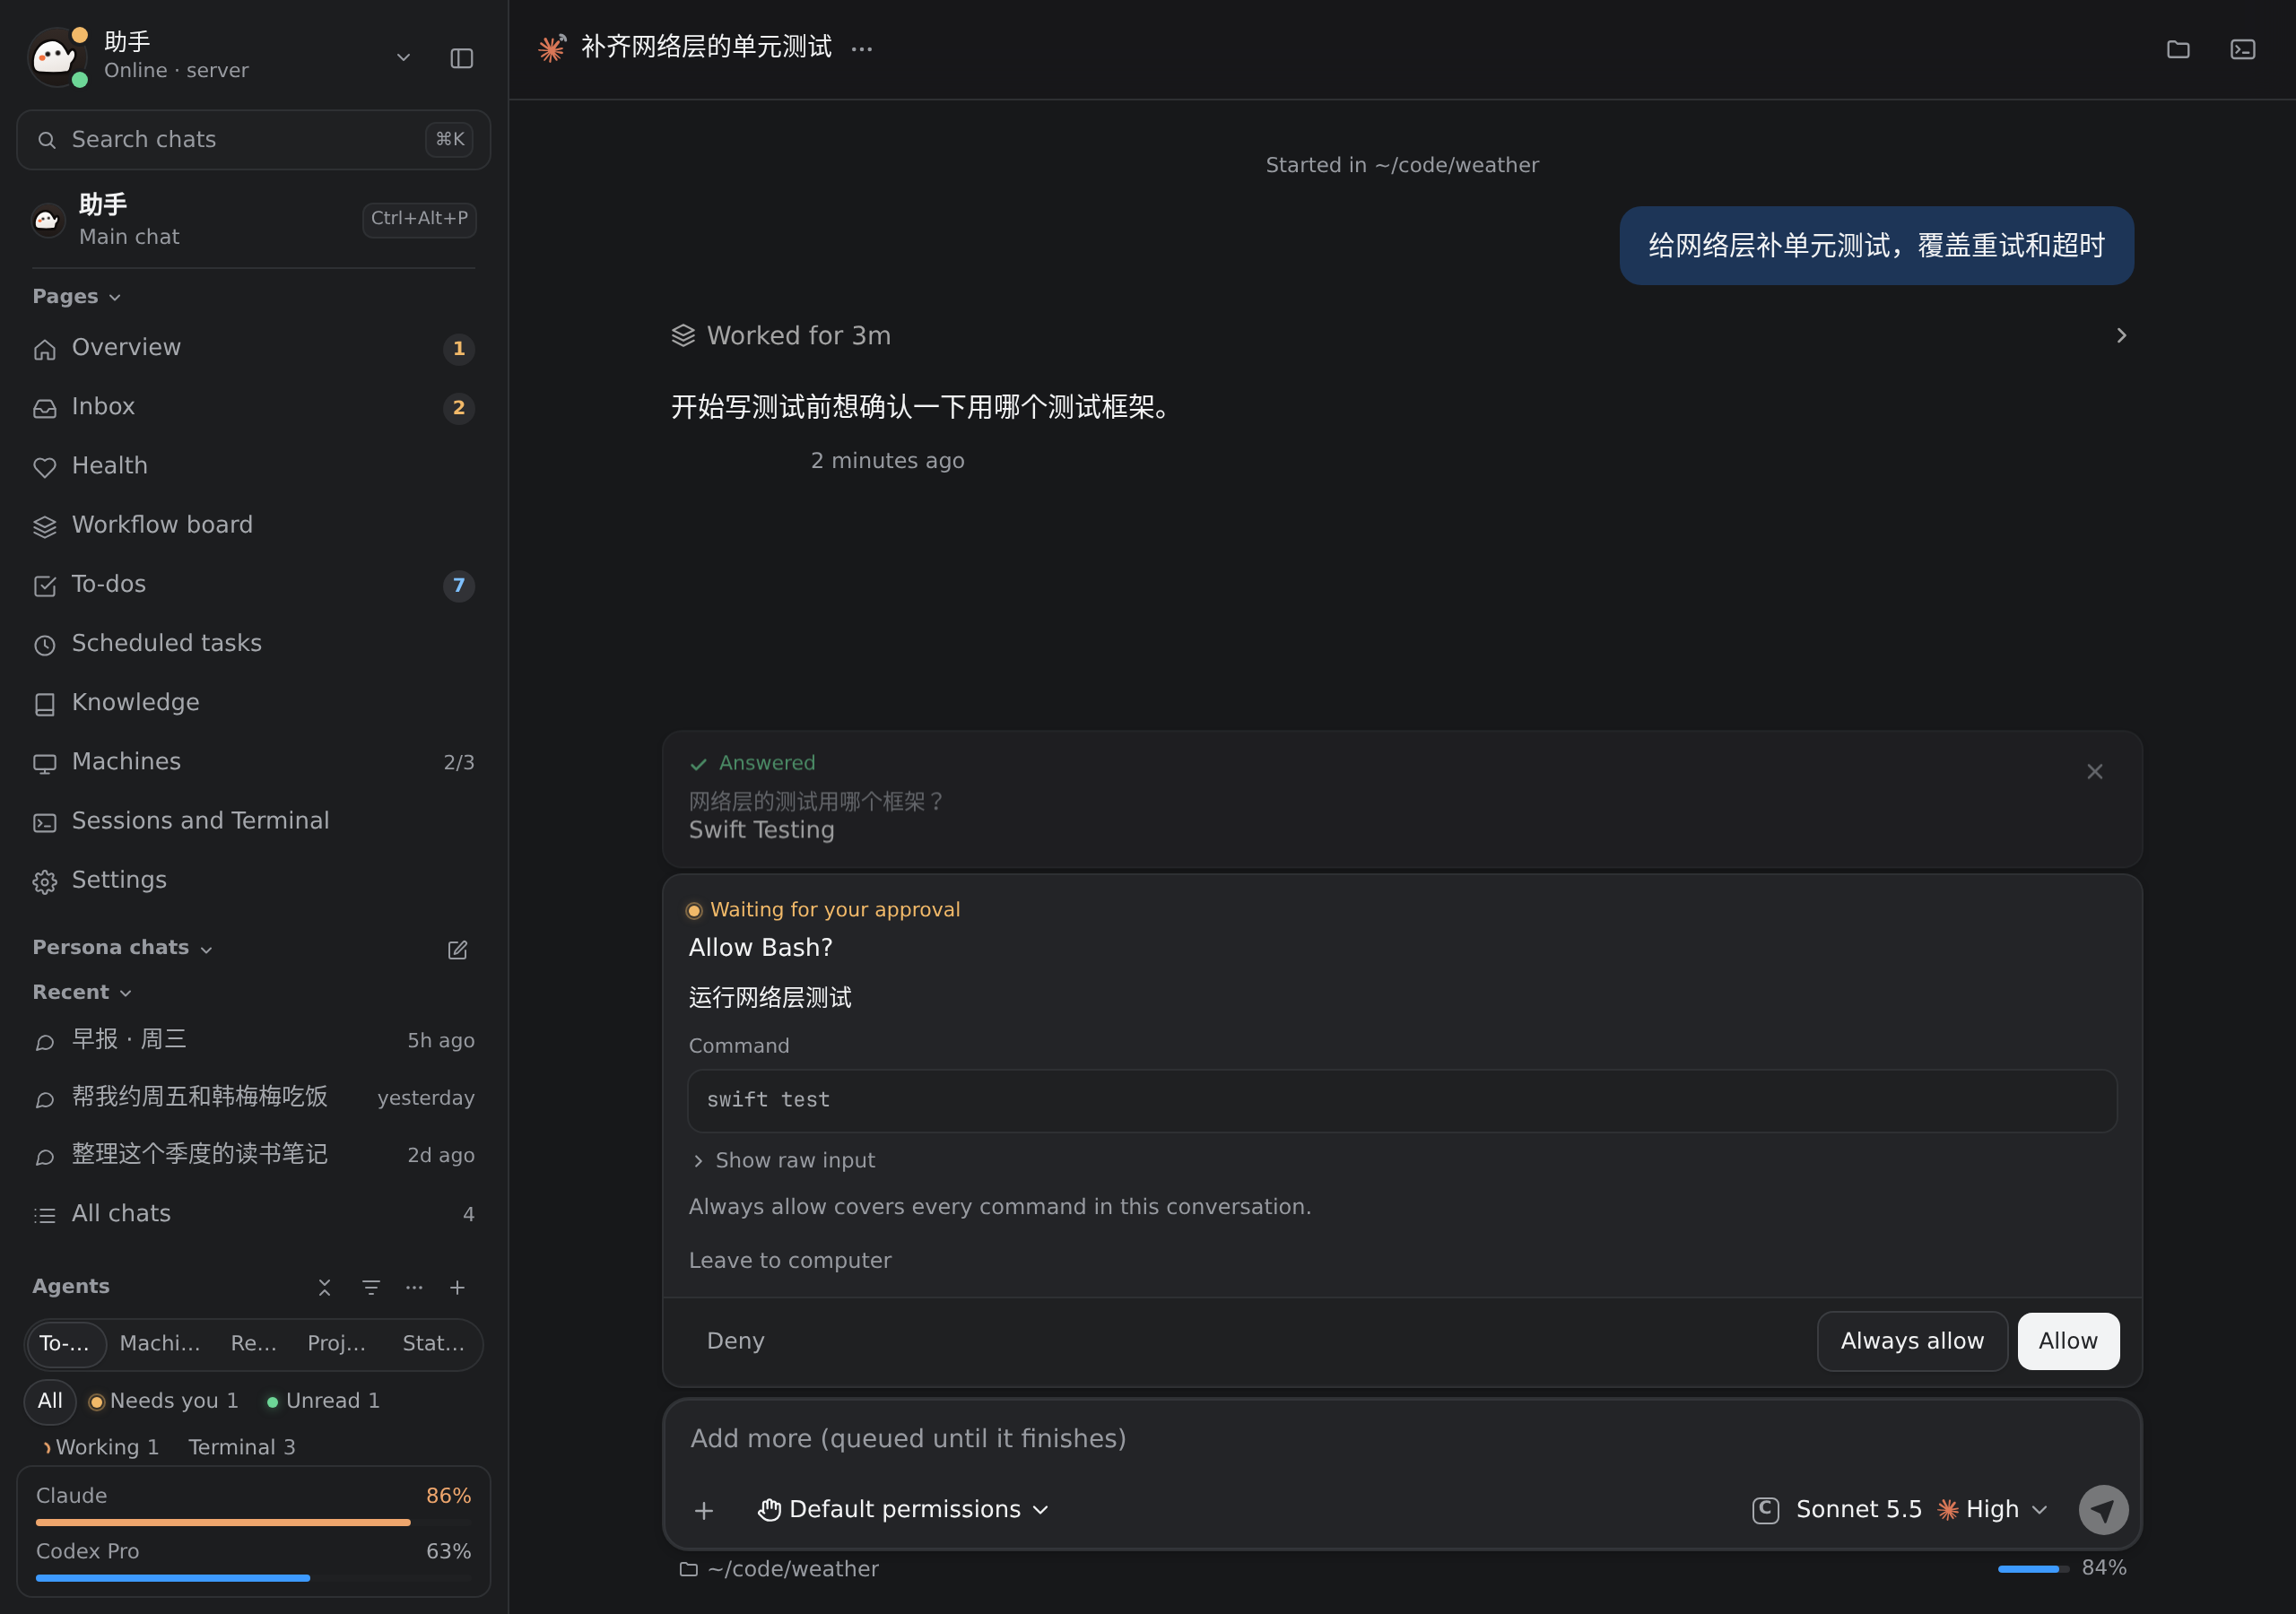 助手
Online · server
Search chats
⌘K
助手
Main chat
Ctrl+Alt+P
Pages
Overview
1
Inbox
2
Health
Workflow board
To-dos
7
Scheduled tasks
Knowledge
Machines
2/3
Sessions and Terminal
Settings
Persona chats
Recent
早报 · 周三
5h ago
帮我约周五和韩梅梅吃饭
yesterday
整理这个季度的读书笔记
2d ago
All chats
4
Agents
To-…
Machi…
Re…
Proj…
Stat…
All
Needs you 1
Unread 1
Working 1
Terminal 3
Claude
86%
Codex Pro
63%
补齐网络层的单元测试
Started in ~/code/weather
给网络层补单元测试，覆盖重试和超时
Worked for 3m
开始写测试前想确认一下用哪个测试框架。
2 minutes ago
Answered
网络层的测试用哪个框架？
Swift Testing
Waiting for your approval
Allow Bash?
运行网络层测试
Command
swift test
Show raw input
Always allow covers every command in this conversation.
Leave to computer
Deny
Always allow
Allow
Add more (queued until it finishes)
Default permissions
C
Sonnet 5.5
High
~/code/weather
84%